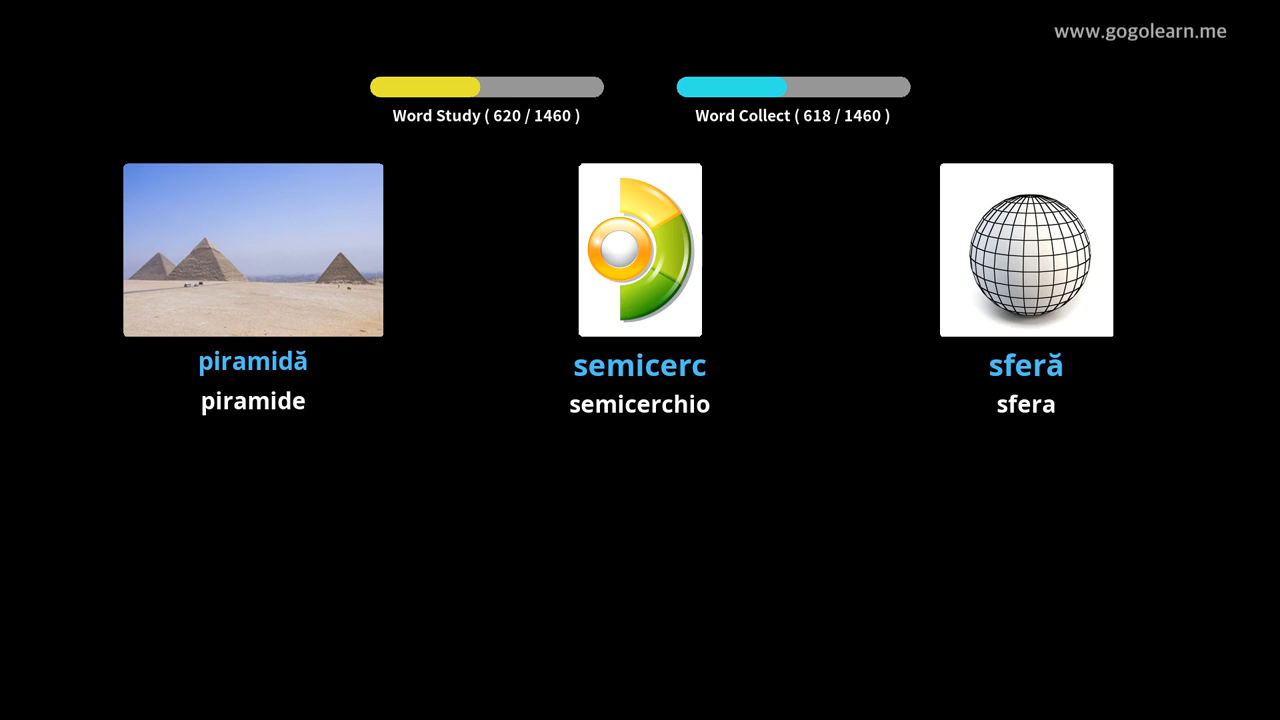 www.gogolearn.me
Word Study ( 620 / 1460 )
Word Collect ( 618 / 1460 )
piramidă
piramide
semicerc
semicerchio
sferă
sfera